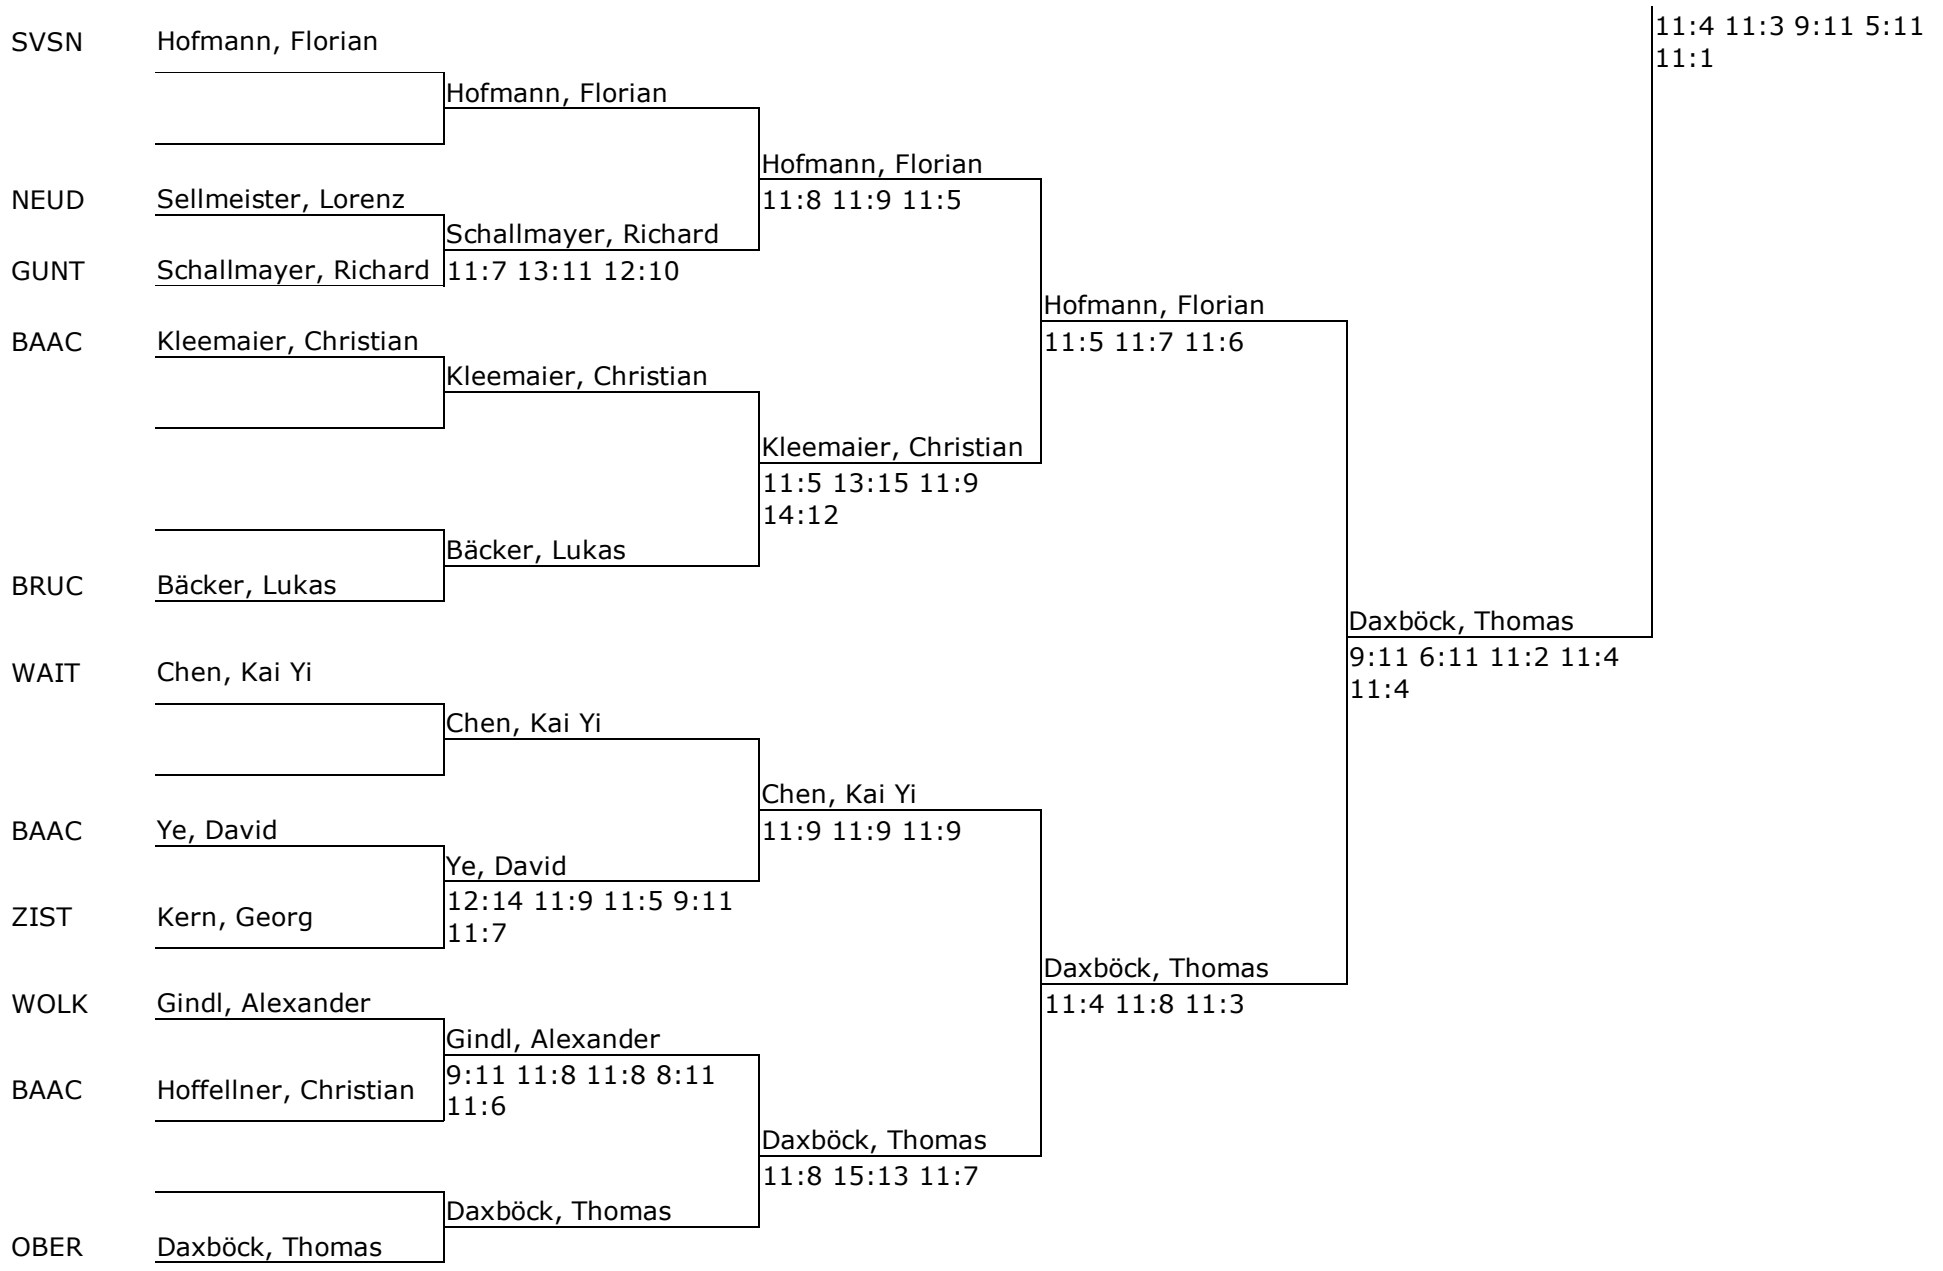 11:4 11:3 9:11 5:11
11:1
SVSN Hofmann, Florian
Hofmann, Florian
Hofmann, Florian
11:8 11:9 11:5
NEUD Sellmeister, Lorenz
Schallmayer, Richard
11:7 13:11 12:10
GUNT Schallmayer, Richard
Hofmann, Florian
11:5 11:7 11:6
BAAC Kleemaier, Christian
Kleemaier, Christian
Kleemaier, Christian
11:5 13:15 11:9
14:12
Bäcker, Lukas
BRUC Bäcker, Lukas
Daxböck, Thomas
9:11 6:11 11:2 11:4
11:4
WAIT Chen, Kai Yi
Chen, Kai Yi
Chen, Kai Yi
11:9 11:9 11:9
BAAC Ye, David
Ye, David
12:14 11:9 11:5 9:11
11:7
ZIST Kern, Georg
Daxböck, Thomas
11:4 11:8 11:3
WOLK Gindl, Alexander
Gindl, Alexander
9:11 11:8 11:8 8:11
11:6
BAAC Hoffellner, Christian
Daxböck, Thomas
11:8 15:13 11:7
Daxböck, Thomas
OBER Daxböck, Thomas